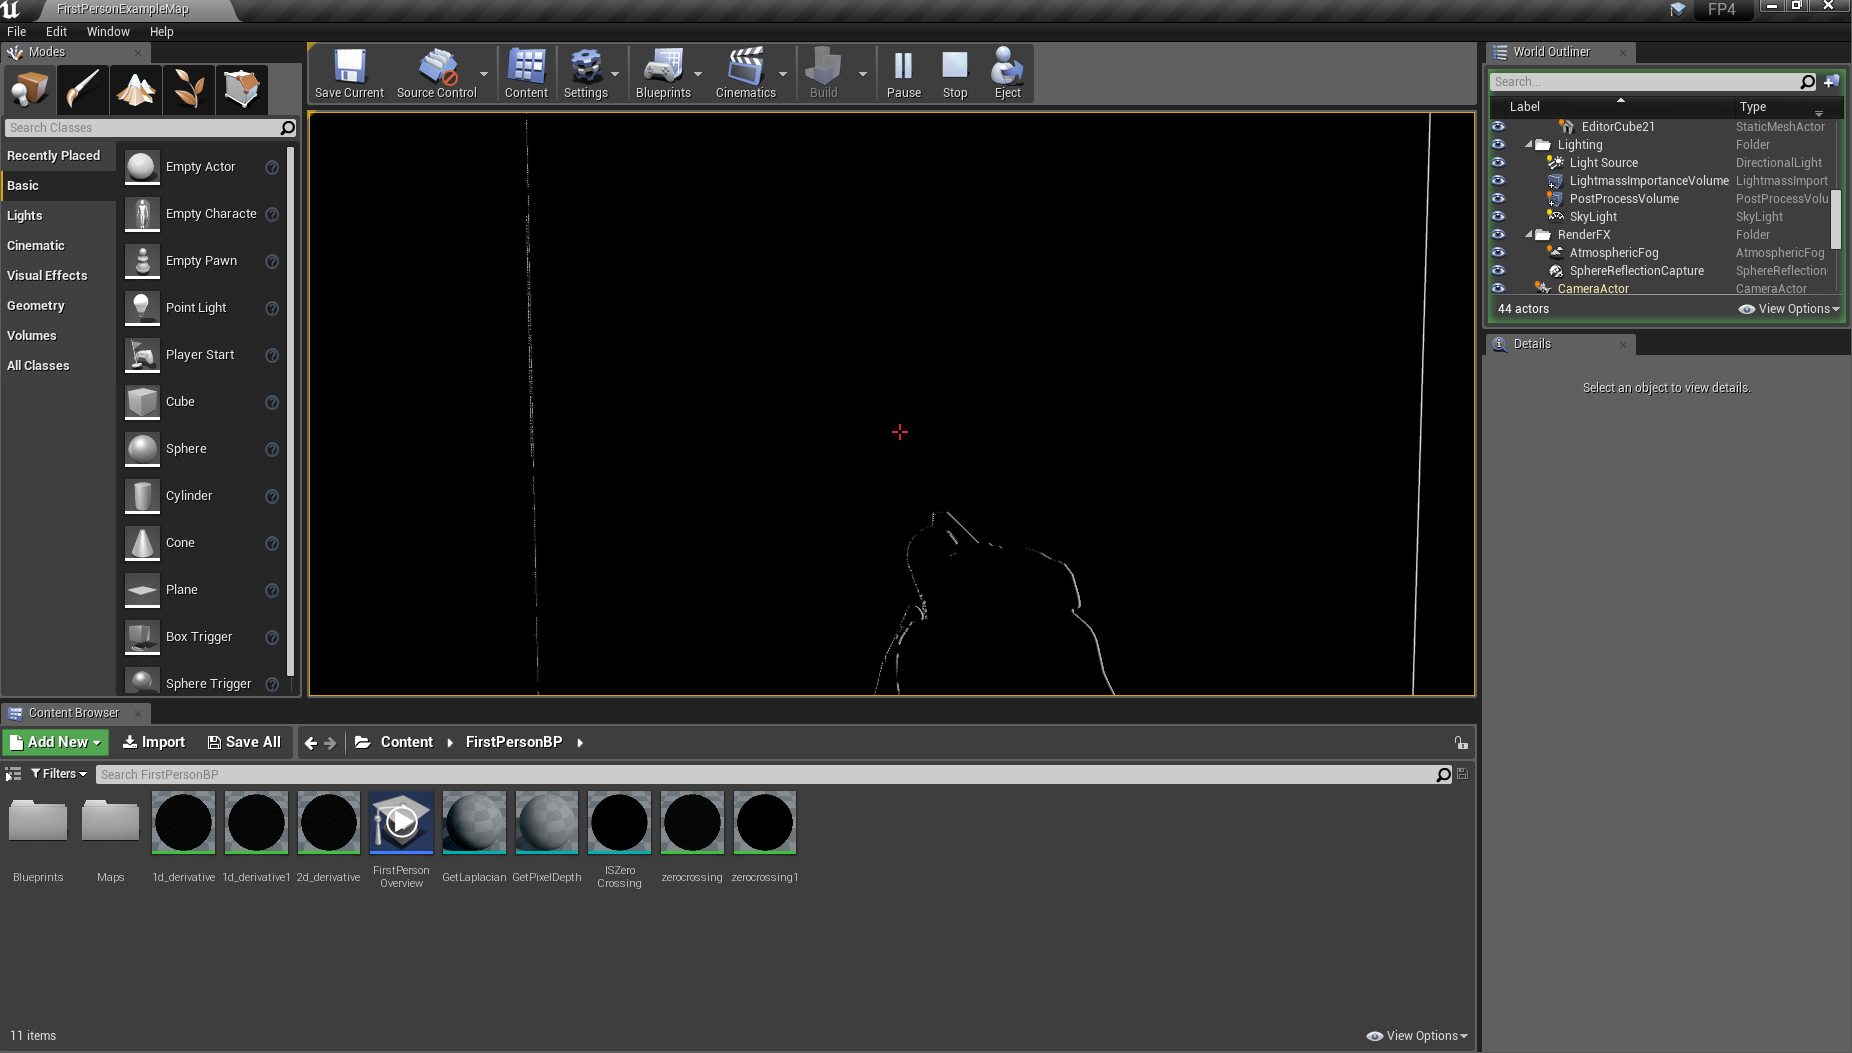 FirstPersonExampleMap
FP4
File Edit Window Help
Modes
Save Current
Source Control
Content
Settings
Blueprints
Cinematics
Build
Pause
Stop
Eject
Search Classes
Recently Placed
Basic
Lights
Cinematic
Visual Effects
Geometry
Volumes
All Classes
Empty Actor
Empty Characte
Empty Pawn
Point Light
Player Start
Cube
Sphere
Cylinder
Cone
Plane
Box Trigger
Sphere Trigger
World Outliner
Search...
Label Type
EditorCube21 StaticMeshActor
Lighting Folder
Light Source DirectionalLight
LightmassImportanceVolume LightmassImport
PostProcessVolume PostProcessVolu
SkyLight SkyLight
RenderFX Folder
AtmosphericFog AtmosphericFog
SphereReflectionCapture SphereReflection
CameraActor CameraActor
44 actors View Options
Details
Select an object to view details.
Content Browser
Add New Import Save All Content FirstPersonBP
Filters Search FirstPersonBP
Blueprints
Maps
1d_derivative
1d_derivative1
2d_derivative
FirstPerson
Overview
GetLaplacian
GetPixelDepth
ISZero
Crossing
zerocrossing
zerocrossing1
11 items View Options